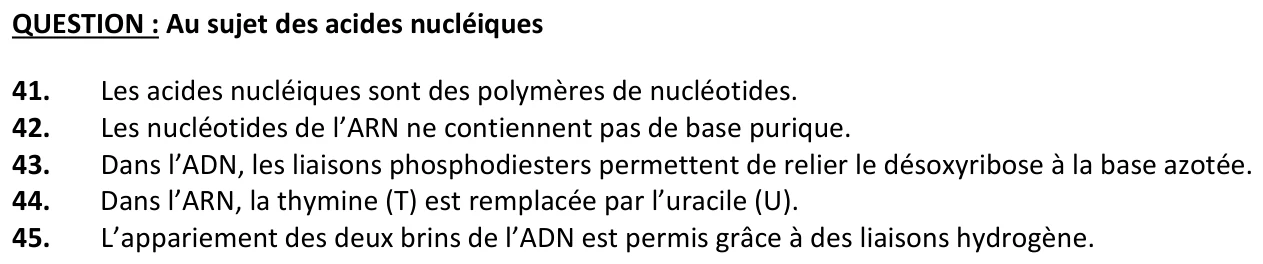 QUESTION : Au sujet des acides nucléiques
41. Les acides nucléiques sont des polymères de nucléotides.
42. Les nucléotides de l’ARN ne contiennent pas de base purique.
43. Dans l’ADN, les liaisons phosphodiesters permettent de relier le désoxyribose à la base azotée.
44. Dans l’ARN, la thymine (T) est remplacée par l’uracile (U).
45. L’appariement des deux brins de l’ADN est permis grâce à des liaisons hydrogène.